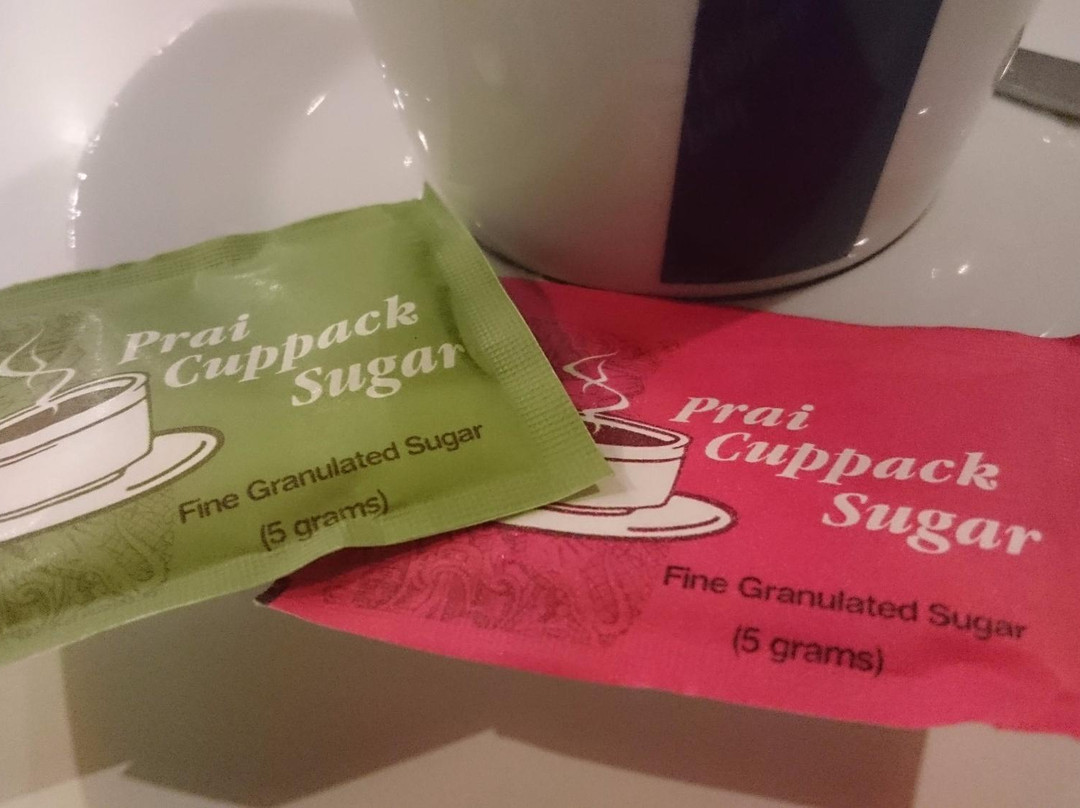 Prai
Cuppack
Sugar
Fine Granulated Sugar
(5 grams)
Prai
Cuppack
Sugar
Fine Granulated Sugar
(5 grams)